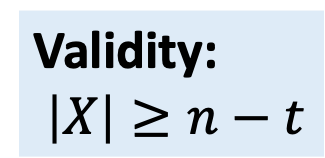 Validity:
|𝑋| ≥ 𝑛 − 𝑡